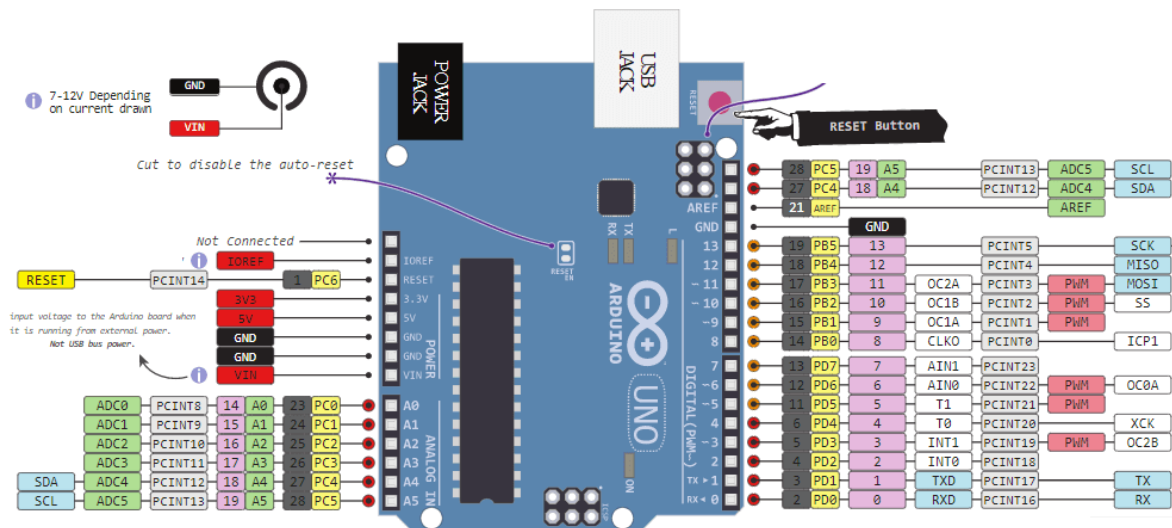 POWER JACK
USB JACK
RESET
RESET Button
7-12V Depending
on current drawn
GND
VIN
Cut to disable the auto-reset
Not Connected
IOREF
RESET PCINT14 1 PC6
3V3
5V
GND
GND
VIN
input voltage to the Arduino board when
it is running from external power.
Not USB bus power.
ADC0 PCINT8 14 A0 23 PC0
ADC1 PCINT9 15 A1 24 PC1
ADC2 PCINT10 16 A2 25 PC2
ADC3 PCINT11 17 A3 26 PC3
SDA ADC4 PCINT12 18 A4 27 PC4
SCL ADC5 PCINT13 19 A5 28 PC5
IOREF
RESET
3.3V
5V
GND
GND
VIN
POWER
A0
A1
A2
A3
A4
A5
ANALOG IN
RESET
EN
RX
TX
L
ARDUINO
UNO
ON
ICSP
AREF
GND
13
12
~11
~10
~9
8
7
~6
~5
4
~3
2
TX ► 1
RX ◄ 0
DIGITAL(PWM~)
28 PC5 19 A5 PCINT13 ADC5 SCL
27 PC4 18 A4 PCINT12 ADC4 SDA
21 AREF AREF
GND
19 PB5 13 PCINT5 SCK
18 PB4 12 PCINT4 MISO
17 PB3 11 OC2A PCINT3 PWM MOSI
16 PB2 10 OC1B PCINT2 PWM SS
15 PB1 9 OC1A PCINT1 PWM
14 PB0 8 CLKO PCINT0 ICP1
13 PD7 7 AIN1 PCINT23
12 PD6 6 AIN0 PCINT22 PWM OC0A
11 PD5 5 T1 PCINT21 PWM
6 PD4 4 T0 PCINT20 XCK
5 PD3 3 INT1 PCINT19 PWM OC2B
4 PD2 2 INT0 PCINT18
3 PD1 1 TXD PCINT17 TX
2 PD0 0 RXD PCINT16 RX